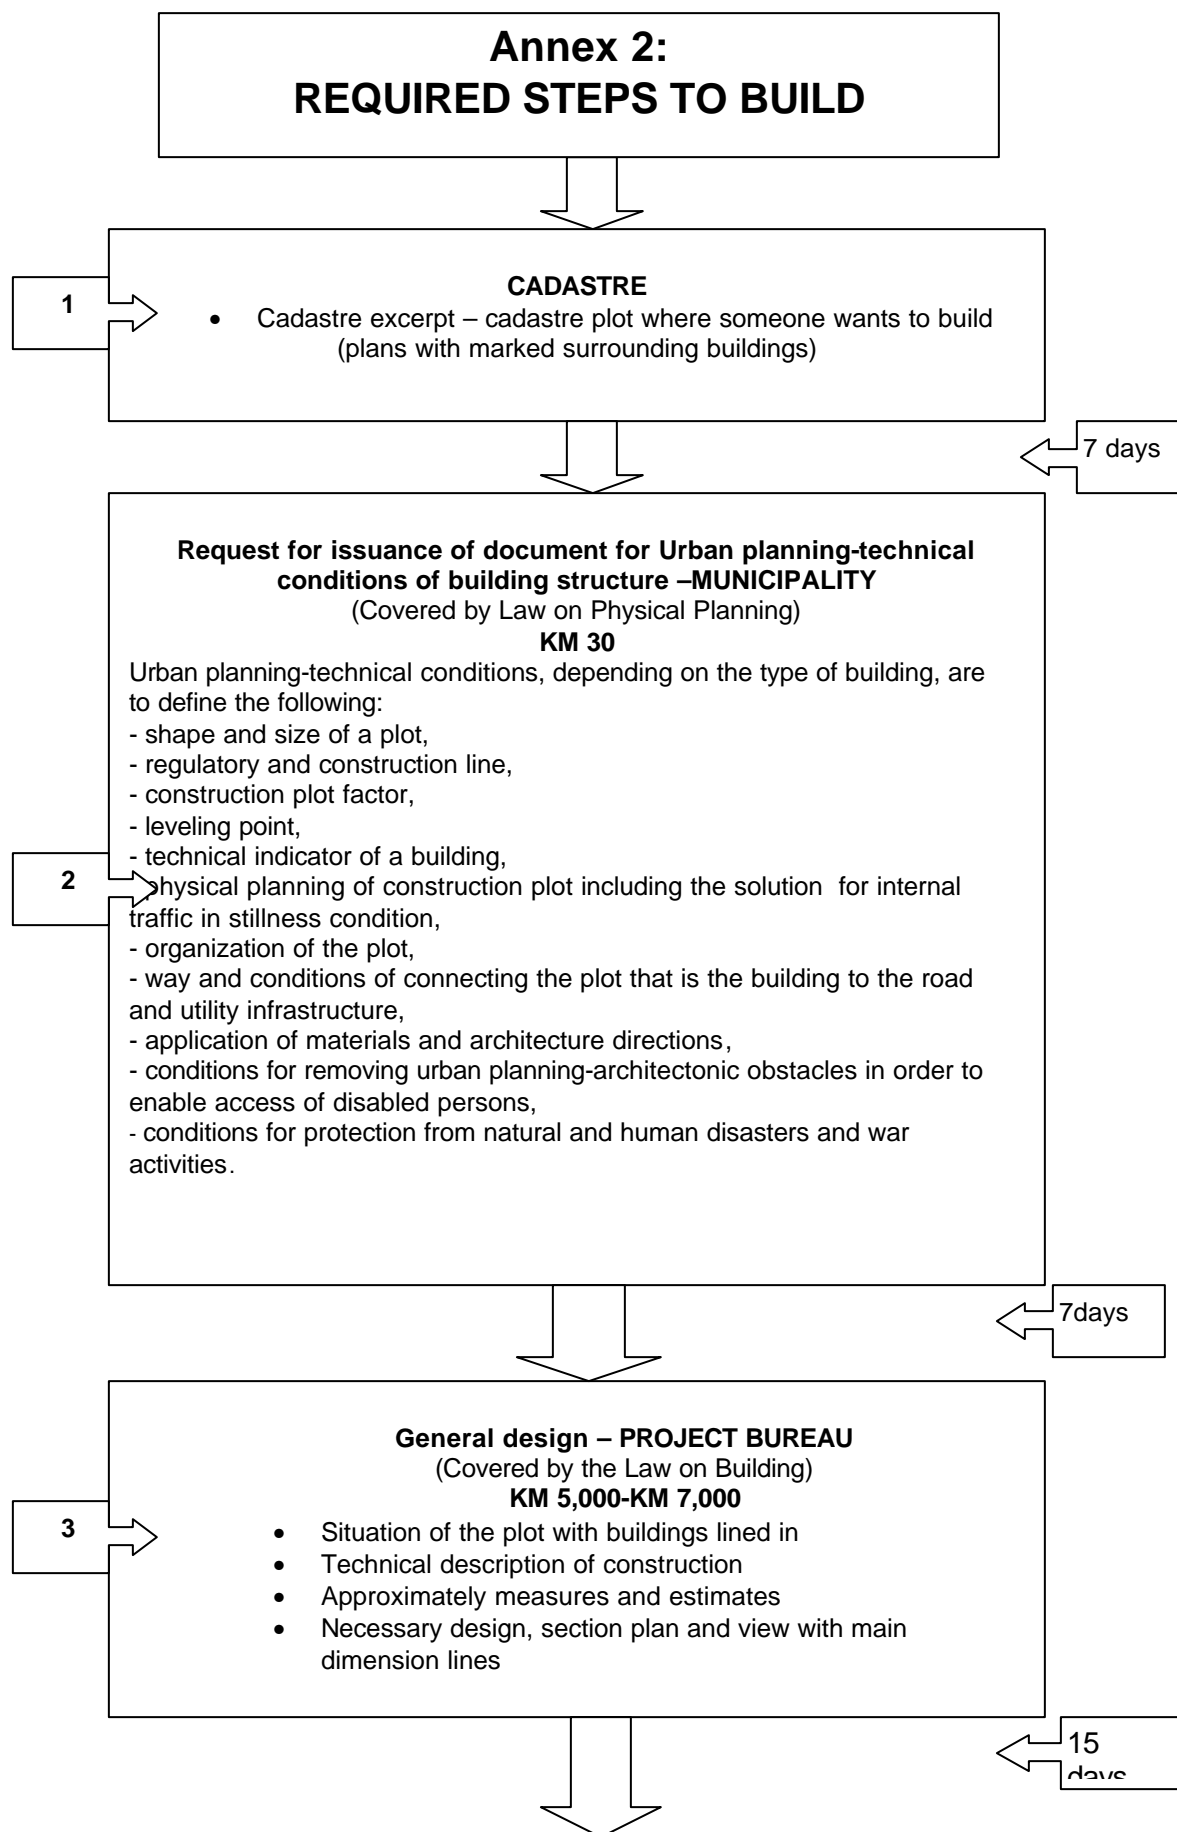 Annex 2:
REQUIRED STEPS TO BUILD
1
CADASTRE
• Cadastre excerpt – cadastre plot where someone wants to build
(plans with marked surrounding buildings)
7 days
Request for issuance of document for Urban planning-technical
conditions of building structure –MUNICIPALITY
(Covered by Law on Physical Planning)
KM 30
Urban planning-technical conditions, depending on the type of building, are
to define the following:
- shape and size of a plot,
- regulatory and construction line,
- construction plot factor,
- leveling point,
- technical indicator of a building,
2
physical planning of construction plot including the solution for internal
traffic in stillness condition,
- organization of the plot,
- way and conditions of connecting the plot that is the building to the road
and utility infrastructure,
- application of materials and architecture directions,
- conditions for removing urban planning-architectonic obstacles in order to
enable access of disabled persons,
- conditions for protection from natural and human disasters and war
activities.
7days
General design – PROJECT BUREAU
(Covered by the Law on Building)
KM 5,000-KM 7,000
3
• Situation of the plot with buildings lined in
• Technical description of construction
• Approximately measures and estimates
• Necessary design, section plan and view with main
dimension lines
15
days